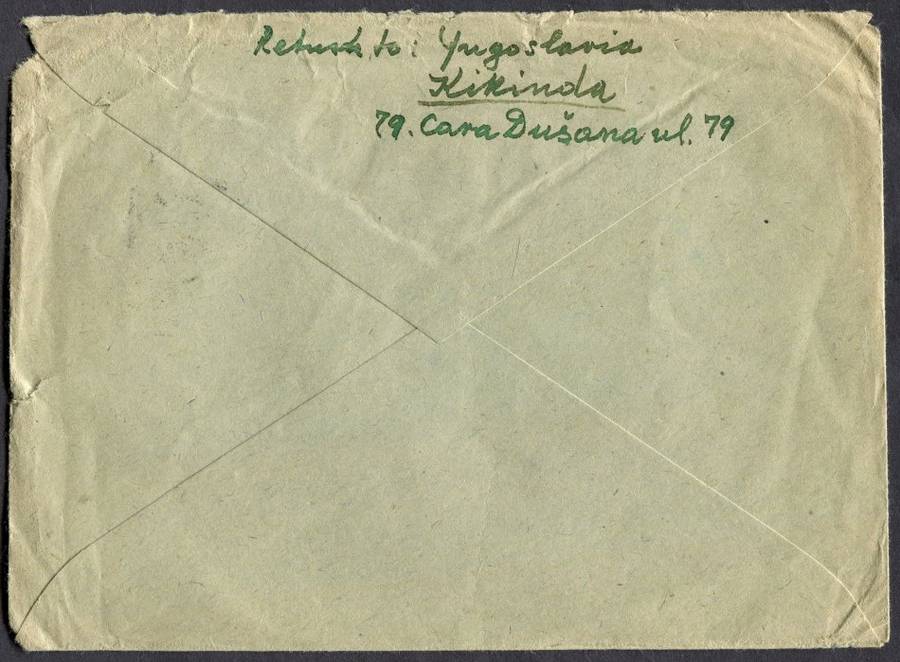 Return to: Yugoslavia
Kikinda
79. Cara Dušana ul. 79